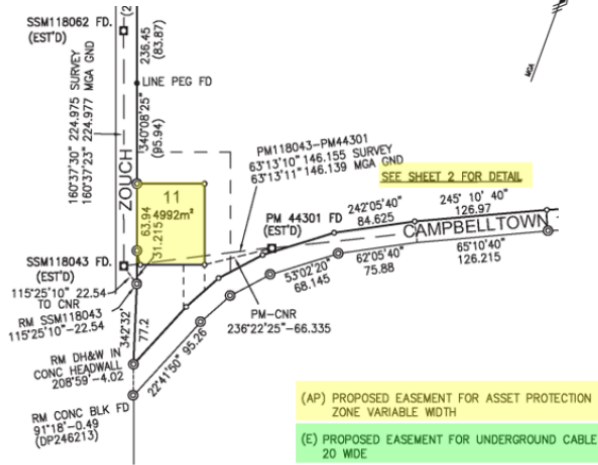 SSM118062 FD.
(EST'D)
(2
236.45
(83.87)
LINE PEG FD
MGA
160°37'30" 224.975 SURVEY
160°37'23" 224.977 MGA GND
340°08'25"
(95.94)
PM118043-PM44301
63°13'10" 146.155 SURVEY
63°13'11" 146.139 MGA GND
SEE SHEET 2 FOR DETAIL
ZOUCH
11
4992m²
63.94
31.215
PM 44301 FD
(EST'D)
242°05'40"
84.625
245° 10' 40"
126.97
CAMPBELLTOWN
SSM118043 FD.
(EST'D)
115°25'10" 22.54
TO CNR
RM SSM118043
115°25'10"-22.54
53°02'20"
68.145
62°05'40"
75.88
65°10'40"
126.215
PM-CNR
236°22'25"-66.335
342°32'
77.2
RM DH&W IN
CONC HEADWALL
208°59'-4.02
22°41'50" 95.26
RM CONC BLK FD
91°18'-0.49
(DP246213)
(AP) PROPOSED EASEMENT FOR ASSET PROTECTION
ZONE VARIABLE WIDTH
(E) PROPOSED EASEMENT FOR UNDERGROUND CABLE
20 WIDE